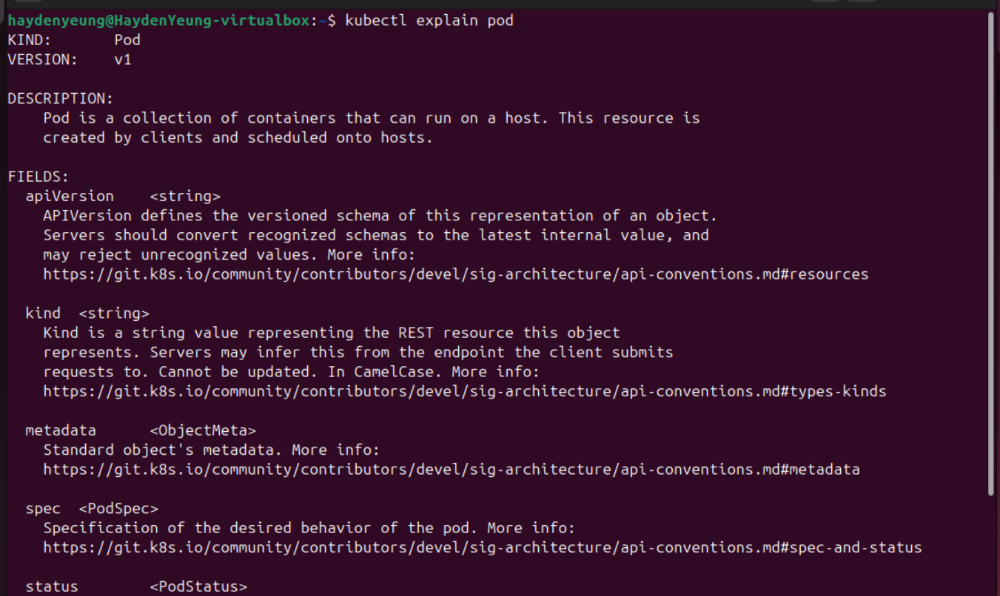 haydenyeung@HaydenYeung-virtualbox:~$ kubectl explain pod
KIND:       Pod
VERSION:    v1

DESCRIPTION:
    Pod is a collection of containers that can run on a host. This resource is
    created by clients and scheduled onto hosts.

FIELDS:
  apiVersion    <string>
    APIVersion defines the versioned schema of this representation of an object.
    Servers should convert recognized schemas to the latest internal value, and
    may reject unrecognized values. More info:
    https://git.k8s.io/community/contributors/devel/sig-architecture/api-conventions.md#resources

  kind  <string>
    Kind is a string value representing the REST resource this object
    represents. Servers may infer this from the endpoint the client submits
    requests to. Cannot be updated. In CamelCase. More info:
    https://git.k8s.io/community/contributors/devel/sig-architecture/api-conventions.md#types-kinds

  metadata      <ObjectMeta>
    Standard object's metadata. More info:
    https://git.k8s.io/community/contributors/devel/sig-architecture/api-conventions.md#metadata

  spec  <PodSpec>
    Specification of the desired behavior of the pod. More info:
    https://git.k8s.io/community/contributors/devel/sig-architecture/api-conventions.md#spec-and-status

  status        <PodStatus>